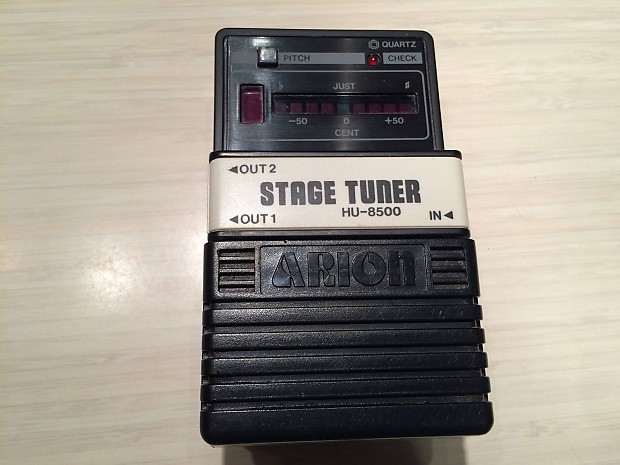 QUARTZ
PITCH CHECK
JUST
♭ ♯
-50 0 +50
CENT
◀OUT 2
STAGE TUNER
◀OUT 1 HU-8500 IN◀
ARION